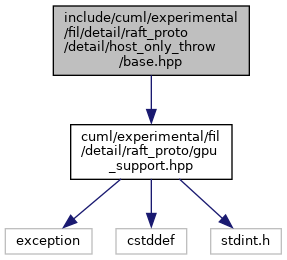 include/cuml/experimental
/fil/detail/raft_proto
/detail/host_only_throw
/base.hpp
cuml/experimental/fil
/detail/raft_proto/gpu
_support.hpp
exception
cstddef
stdint.h